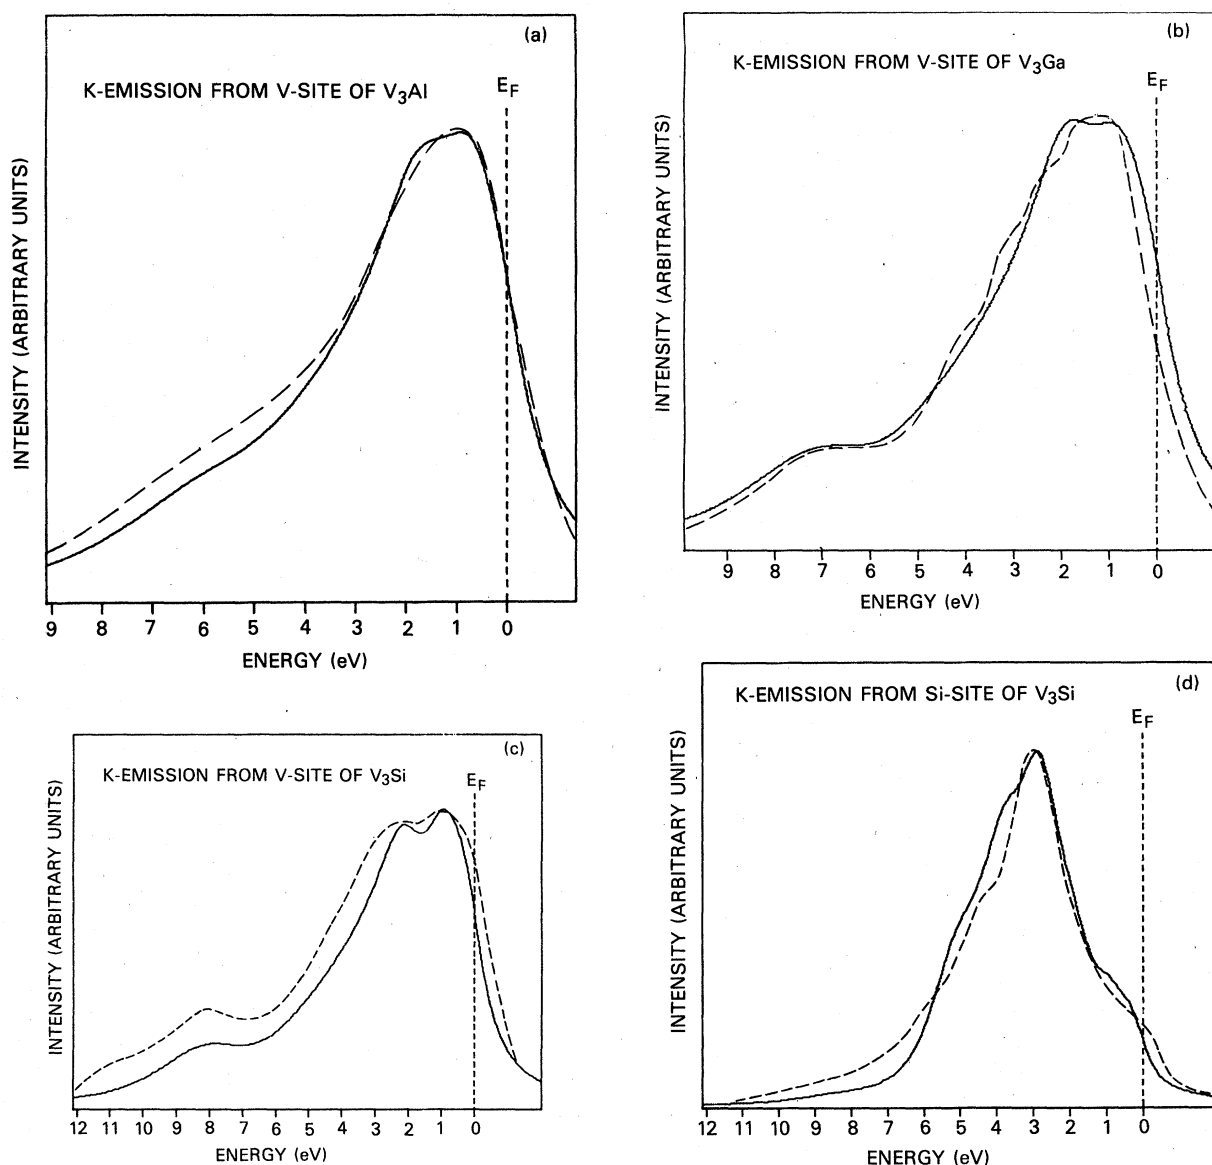 (a)
K-EMISSION FROM V-SITE OF V₃Al
E_F
INTENSITY (ARBITRARY UNITS)
9 8 7 6 5 4 3 2 1 0
ENERGY (eV)
(b)
K-EMISSION FROM V-SITE OF V₃Ga
E_F
INTENSITY (ARBITRARY UNITS)
9 8 7 6 5 4 3 2 1 0
ENERGY (eV)
(c)
K-EMISSION FROM V-SITE OF V₃Si
E_F
INTENSITY (ARBITRARY UNITS)
12 11 10 9 8 7 6 5 4 3 2 1 0
ENERGY (eV)
(d)
K-EMISSION FROM Si-SITE OF V₃Si
E_F
INTENSITY (ARBITRARY UNITS)
12 11 10 9 8 7 6 5 4 3 2 1 0
ENERGY (eV)